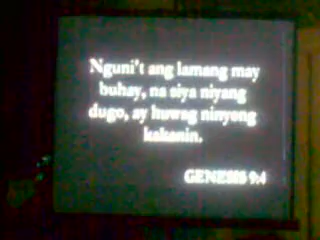 Nguni't ang lamang may
buhay, na siya niyang
dugo, ay huwag ninyong
kakanin.
GENESIS 9:4